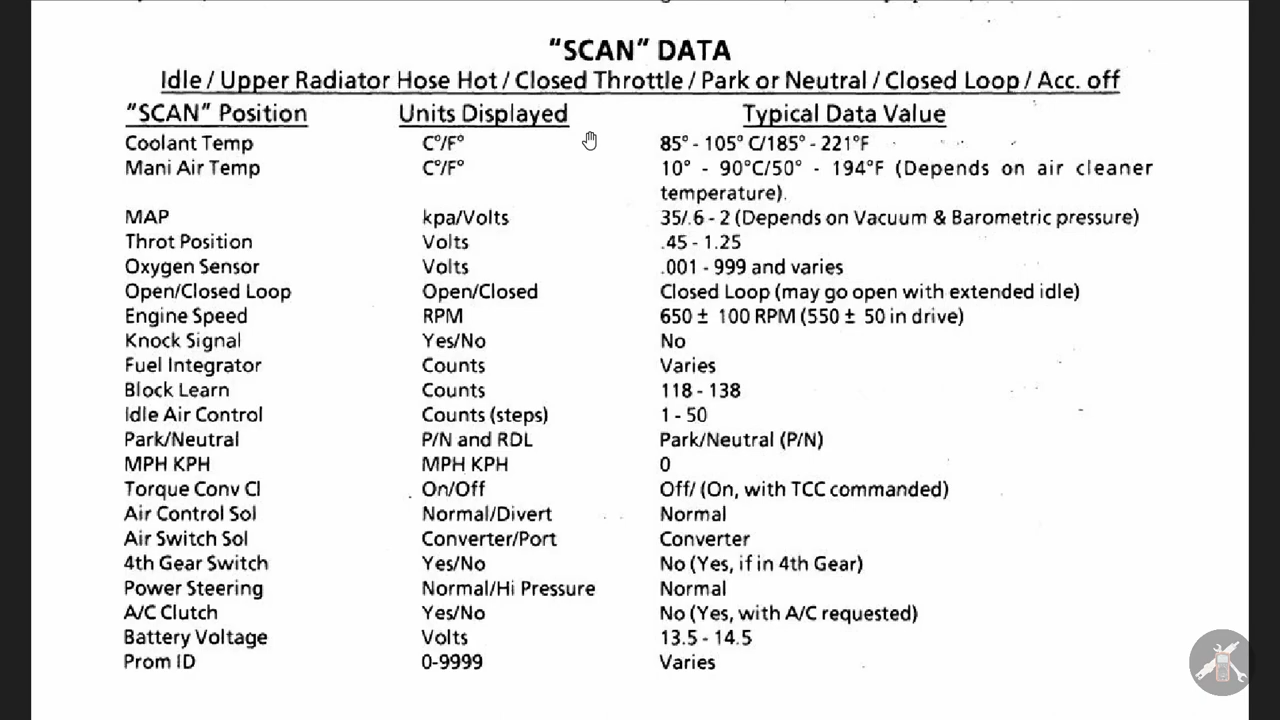 "SCAN" DATA
Idle / Upper Radiator Hose Hot / Closed Throttle / Park or Neutral / Closed Loop / Acc. off
"SCAN" Position Units Displayed Typical Data Value
Coolant Temp C°/F° 85° - 105° C/185° - 221°F
Mani Air Temp C°/F° 10° - 90°C/50° - 194°F (Depends on air cleaner
temperature).
MAP kpa/Volts 35/.6 - 2 (Depends on Vacuum & Barometric pressure)
Throt Position Volts .45 - 1.25
Oxygen Sensor Volts .001 - 999 and varies
Open/Closed Loop Open/Closed Closed Loop (may go open with extended idle)
Engine Speed RPM 650 ± 100 RPM (550 ± 50 in drive)
Knock Signal Yes/No No
Fuel Integrator Counts Varies
Block Learn Counts 118 - 138
Idle Air Control Counts (steps) 1 - 50
Park/Neutral P/N and RDL Park/Neutral (P/N)
MPH KPH MPH KPH 0
Torque Conv Cl On/Off Off/ (On, with TCC commanded)
Air Control Sol Normal/Divert Normal
Air Switch Sol Converter/Port Converter
4th Gear Switch Yes/No No (Yes, if in 4th Gear)
Power Steering Normal/Hi Pressure Normal
A/C Clutch Yes/No No (Yes, with A/C requested)
Battery Voltage Volts 13.5 - 14.5
Prom ID 0-9999 Varies